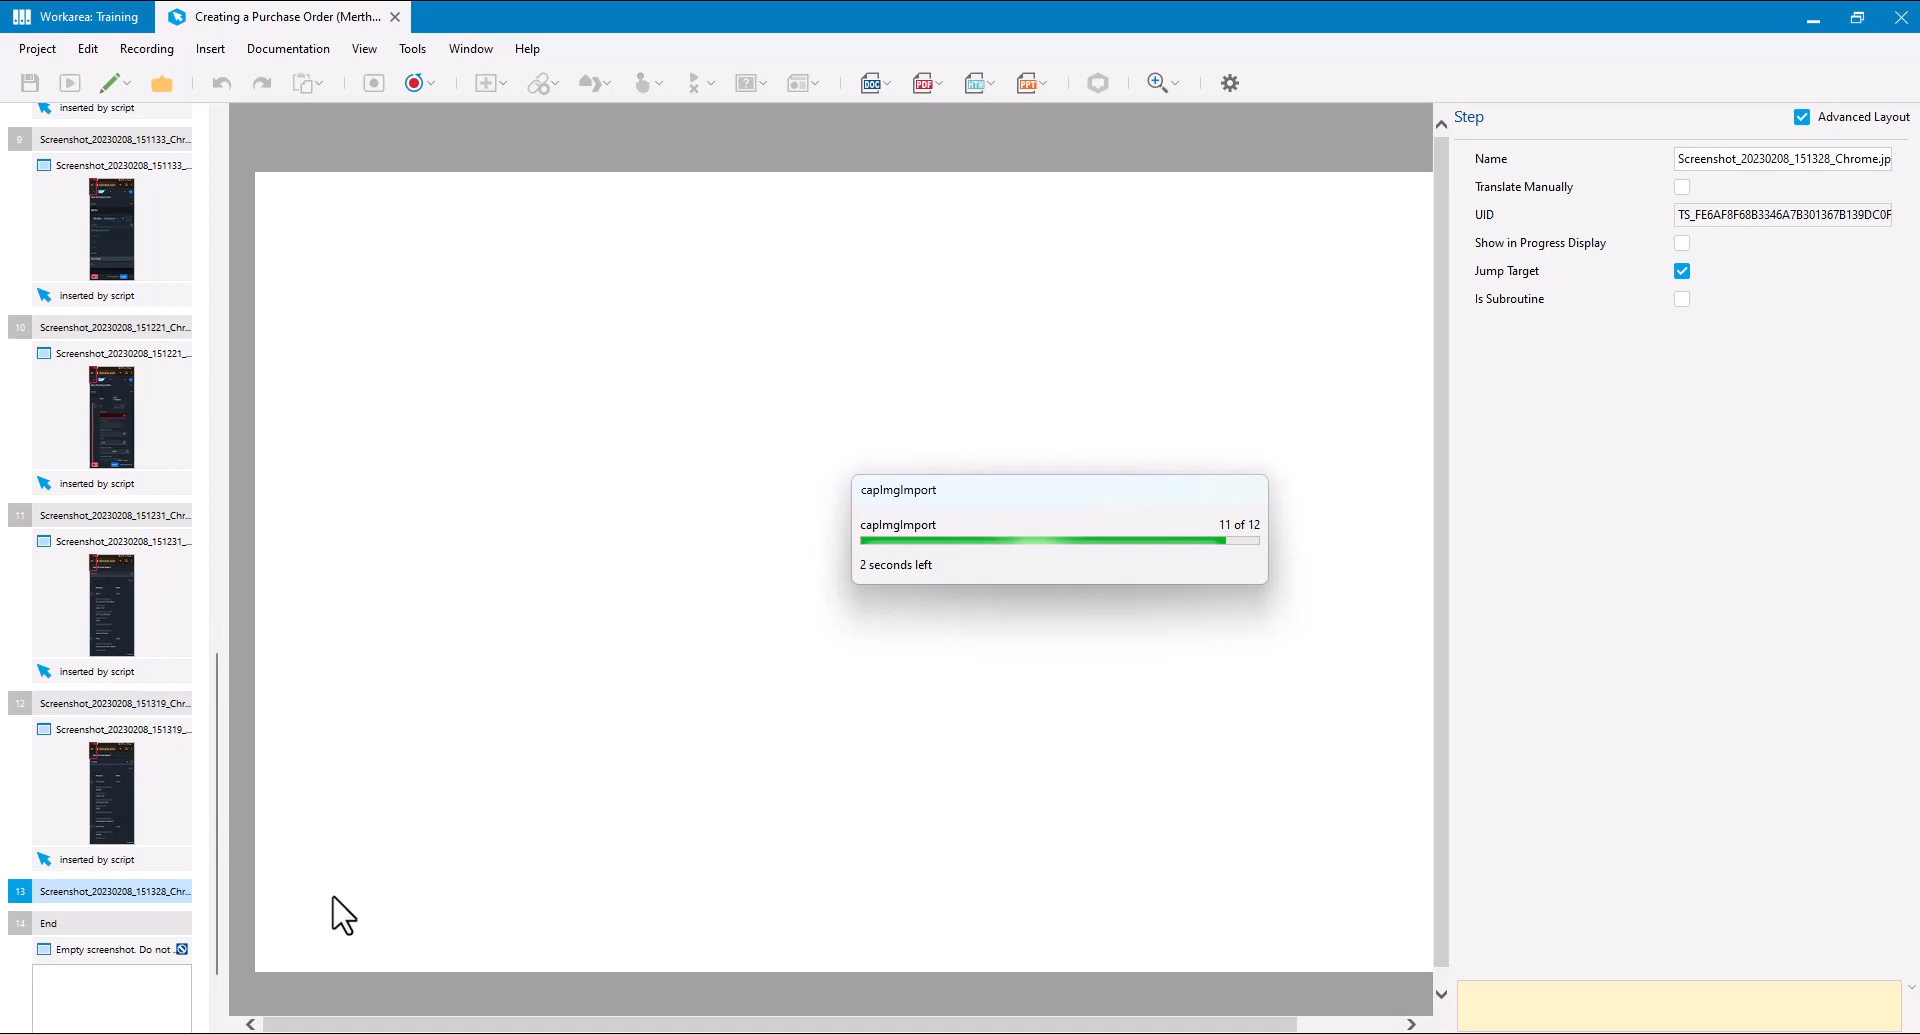 Workarea: Training
Creating a Purchase Order (Merth...
Project Edit Recording Insert Documentation View Tools Window Help
DOC PDF HTM PPT
inserted by script
9 Screenshot_20230208_151133_Chr...
Screenshot_20230208_151133_...
inserted by script
10 Screenshot_20230208_151221_Chr...
Screenshot_20230208_151221_...
inserted by script
11 Screenshot_20230208_151231_Chr...
Screenshot_20230208_151231_...
inserted by script
12 Screenshot_20230208_151319_Chr...
Screenshot_20230208_151319_...
inserted by script
13 Screenshot_20230208_151328_Chr...
14 End
Empty screenshot. Do not ...
capImgImport
capImgImport 11 of 12
2 seconds left
Step
Advanced Layout
Name Screenshot_20230208_151328_Chrome.jp
Translate Manually
UID TS_FE6AF8F68B3346A7B301367B139DC0F
Show in Progress Display
Jump Target
Is Subroutine